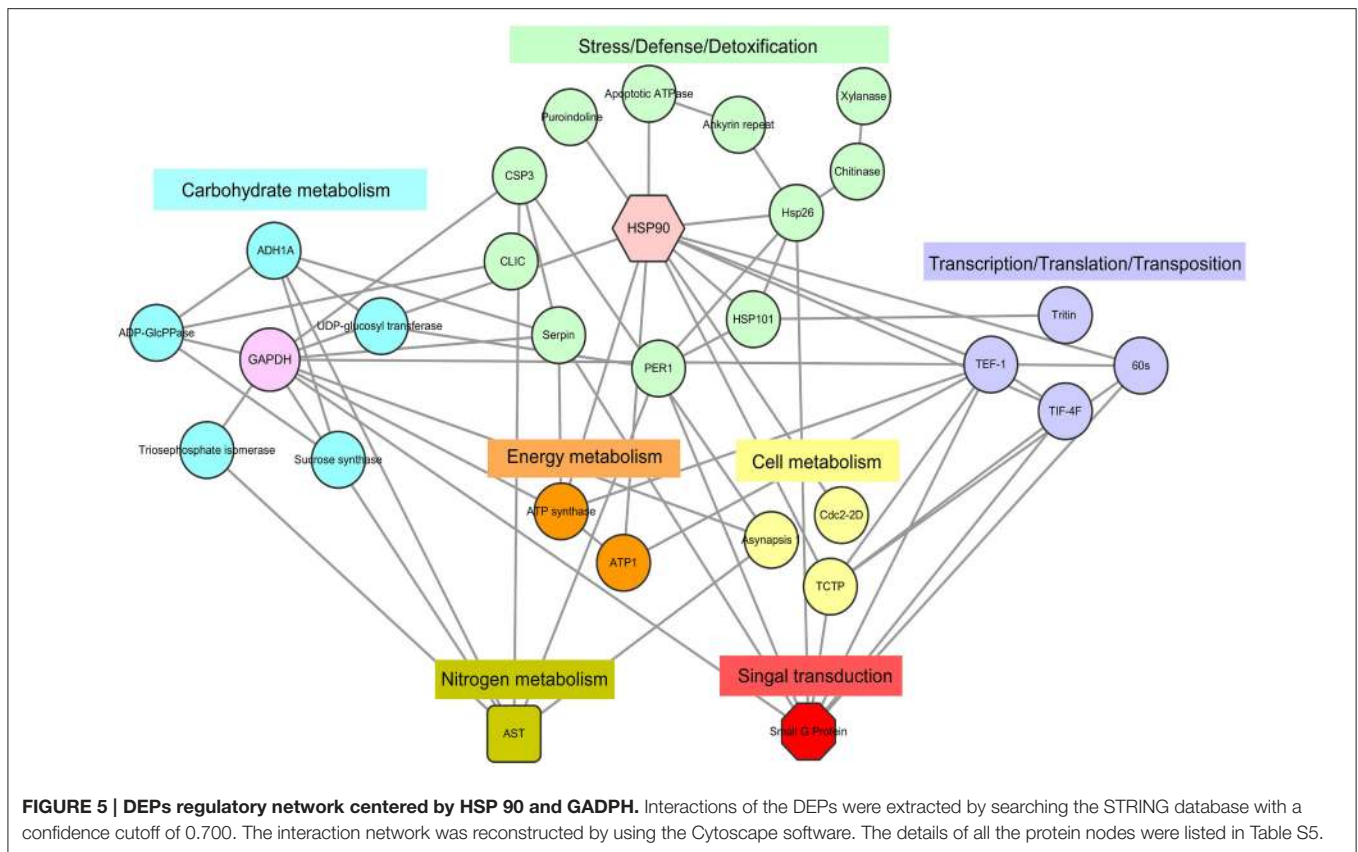 Stress/Defense/Detoxification
Apoptotic ATPase
Xylanase
Puroindoline
Ankyrin repeat
Chitinase
CSP3
Carbohydrate metabolism
Hsp26
HSP90
ADH1A
CLIC
Transcription/Translation/Transposition
Tritin
HSP101
ADP-GlcPPase
UDP-glucosyl transferase
Serpin
GAPDH
PER1
TEF-1
60s
TIF-4F
Triosephosphate isomerase
Sucrose synthase
Energy metabolism
Cell metabolism
ATP synthase
Cdc2-2D
Asynapsis 1
ATP1
TCTP
Nitrogen metabolism
Singal transduction
AST
Small G Protein
FIGURE 5 | DEPs regulatory network centered by HSP 90 and GADPH. Interactions of the DEPs were extracted by searching the STRING database with a
confidence cutoff of 0.700. The interaction network was reconstructed by using the Cytoscape software. The details of all the protein nodes were listed in Table S5.